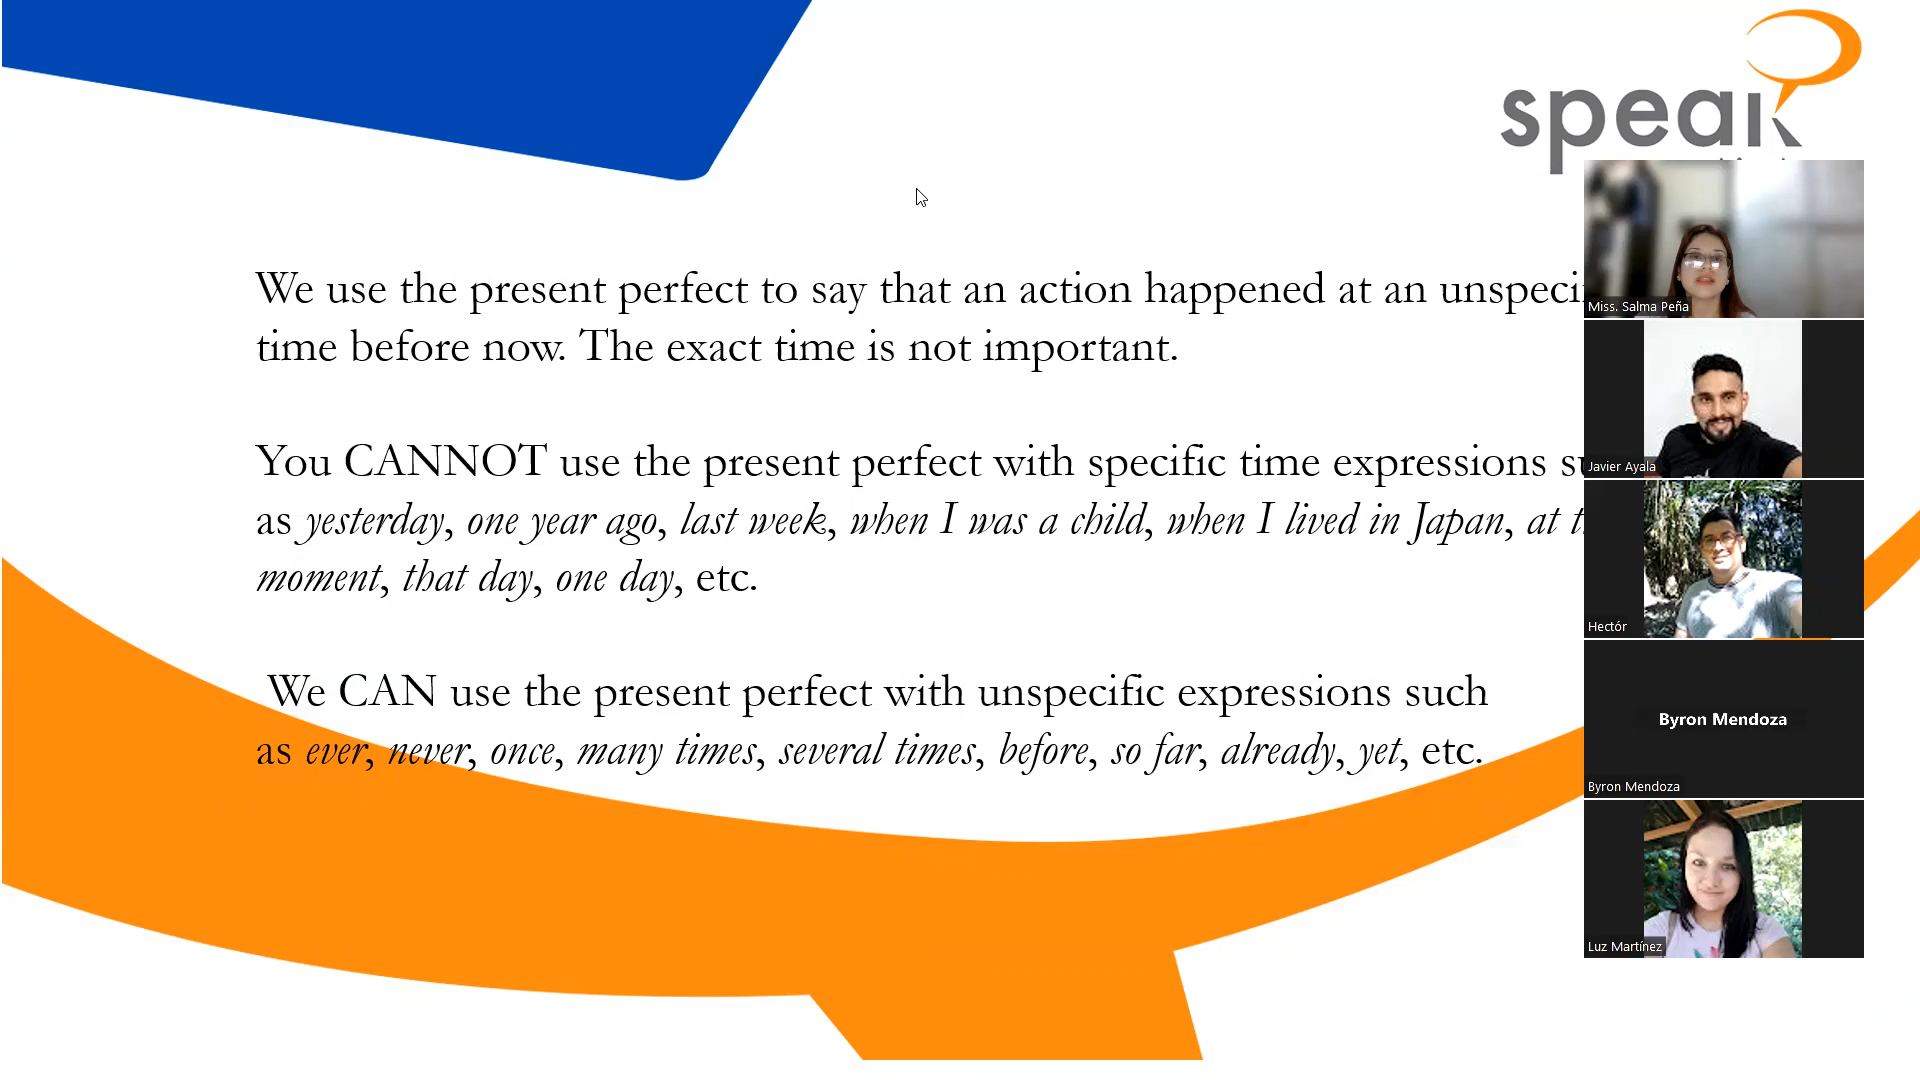 speak
We use the present perfect to say that an action happened at an
time before now. The exact time is not important.
You CANNOT use the present perfect with specific time expressions
as yesterday, one year ago, last week, when I was a child, when I lived in Japan, at
moment, that day, one day, etc.
We CAN use the present perfect with unspecific expressions such
as ever, never, once, many times, several times, before, so far, already, yet, etc.
Miss. Salma Peña
Javier Ayala
Hectór
Byron Mendoza
Byron Mendoza
Luz Martínez